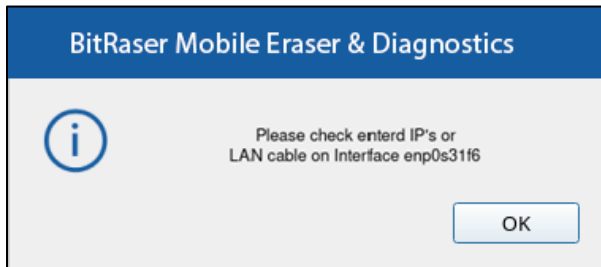 BitRaser Mobile Eraser & Diagnostics
Please check enterd IP's or
LAN cable on Interface enp0s31f6
OK